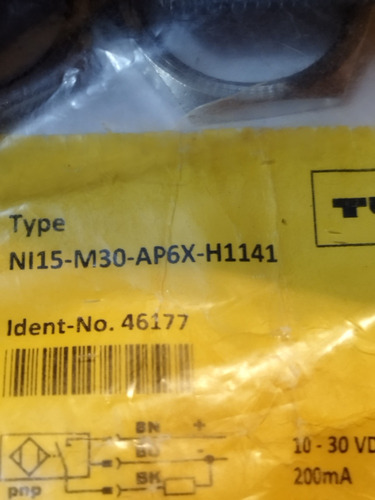 Type
NI15-M30-AP6X-H1141
Ident-No. 46177
BN +
BU -
BK
pnp
10 - 30 VD
200mA